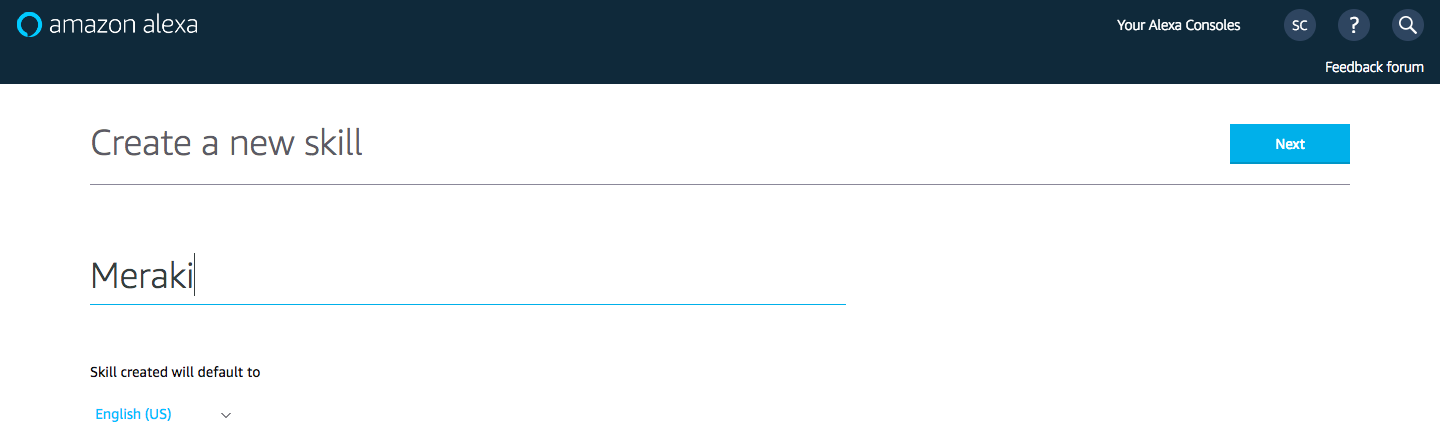 amazon alexa
Your Alexa Consoles
SC
?
Feedback forum
Create a new skill
Next
Meraki
Skill created will default to
English (US)